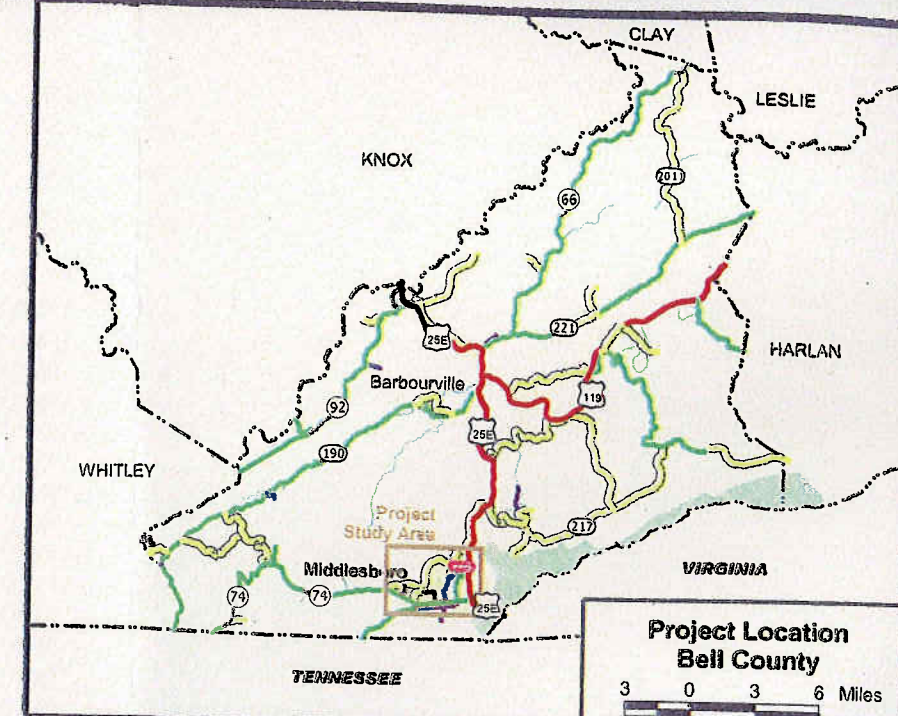 CLAY
LESLIE
KNOX
201
66
221
25E
HARLAN
Barbourville
119
92
25E
190
WHITLEY
Project
Study Area
217
Middlesboro
VIRGINIA
74
74
25E
Project Location
Bell County
TENNESSEE
3 0 3 6 Miles